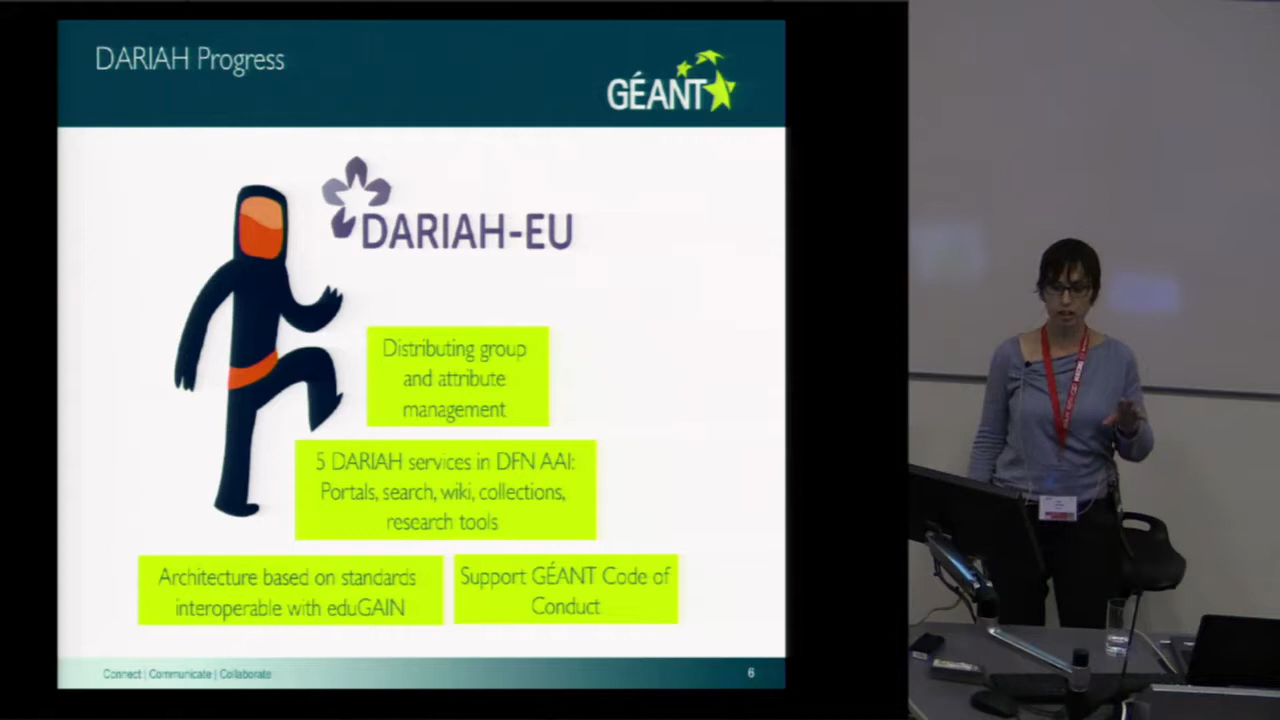 DARIAH Progress
GÉANT
DARIAH-EU
Distributing group
and attribute
management
5 DARIAH services in DFN AAI:
Portals, search, wiki, collections,
research tools
Architecture based on standards
interoperable with eduGAIN
Support GÉANT Code of
Conduct
Connect | Communicate | Collaborate
6